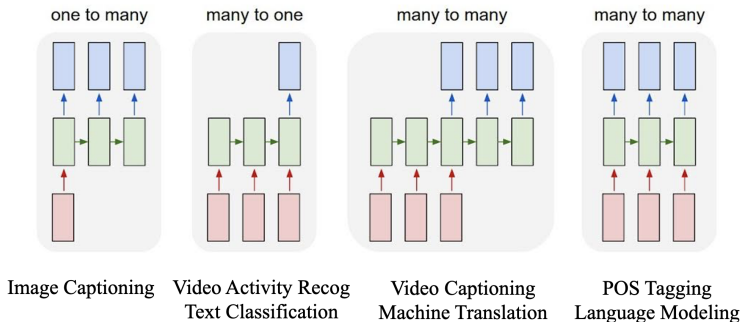 one to many
many to one
many to many
many to many
Image Captioning
Video Activity Recog
Text Classification
Video Captioning
Machine Translation
POS Tagging
Language Modeling